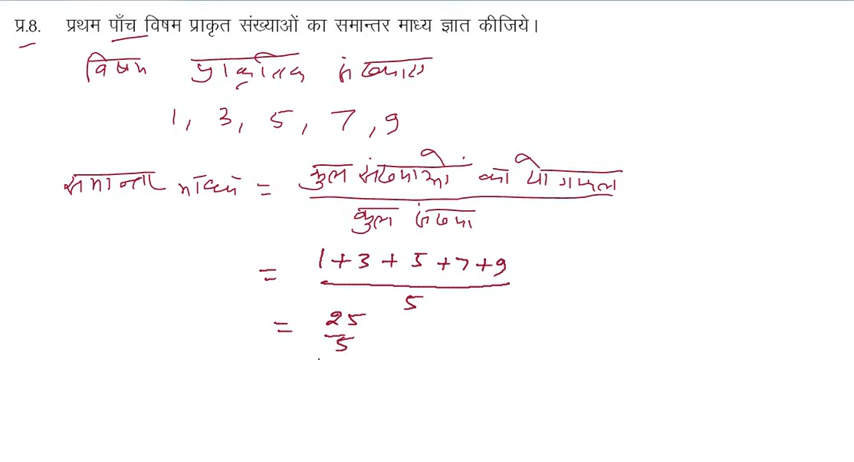 प्र.8. प्रथम पाँच विषम प्राकृत संख्याओं का समान्तर माध्य ज्ञात कीजिये।
विषम प्राकृतिक संख्याएं
1, 3, 5, 7, 9
समान्तर माध्य = कुल संख्याओं का योगफल
कुल संख्या
= 1+3+5+7+9
5
= 25
5